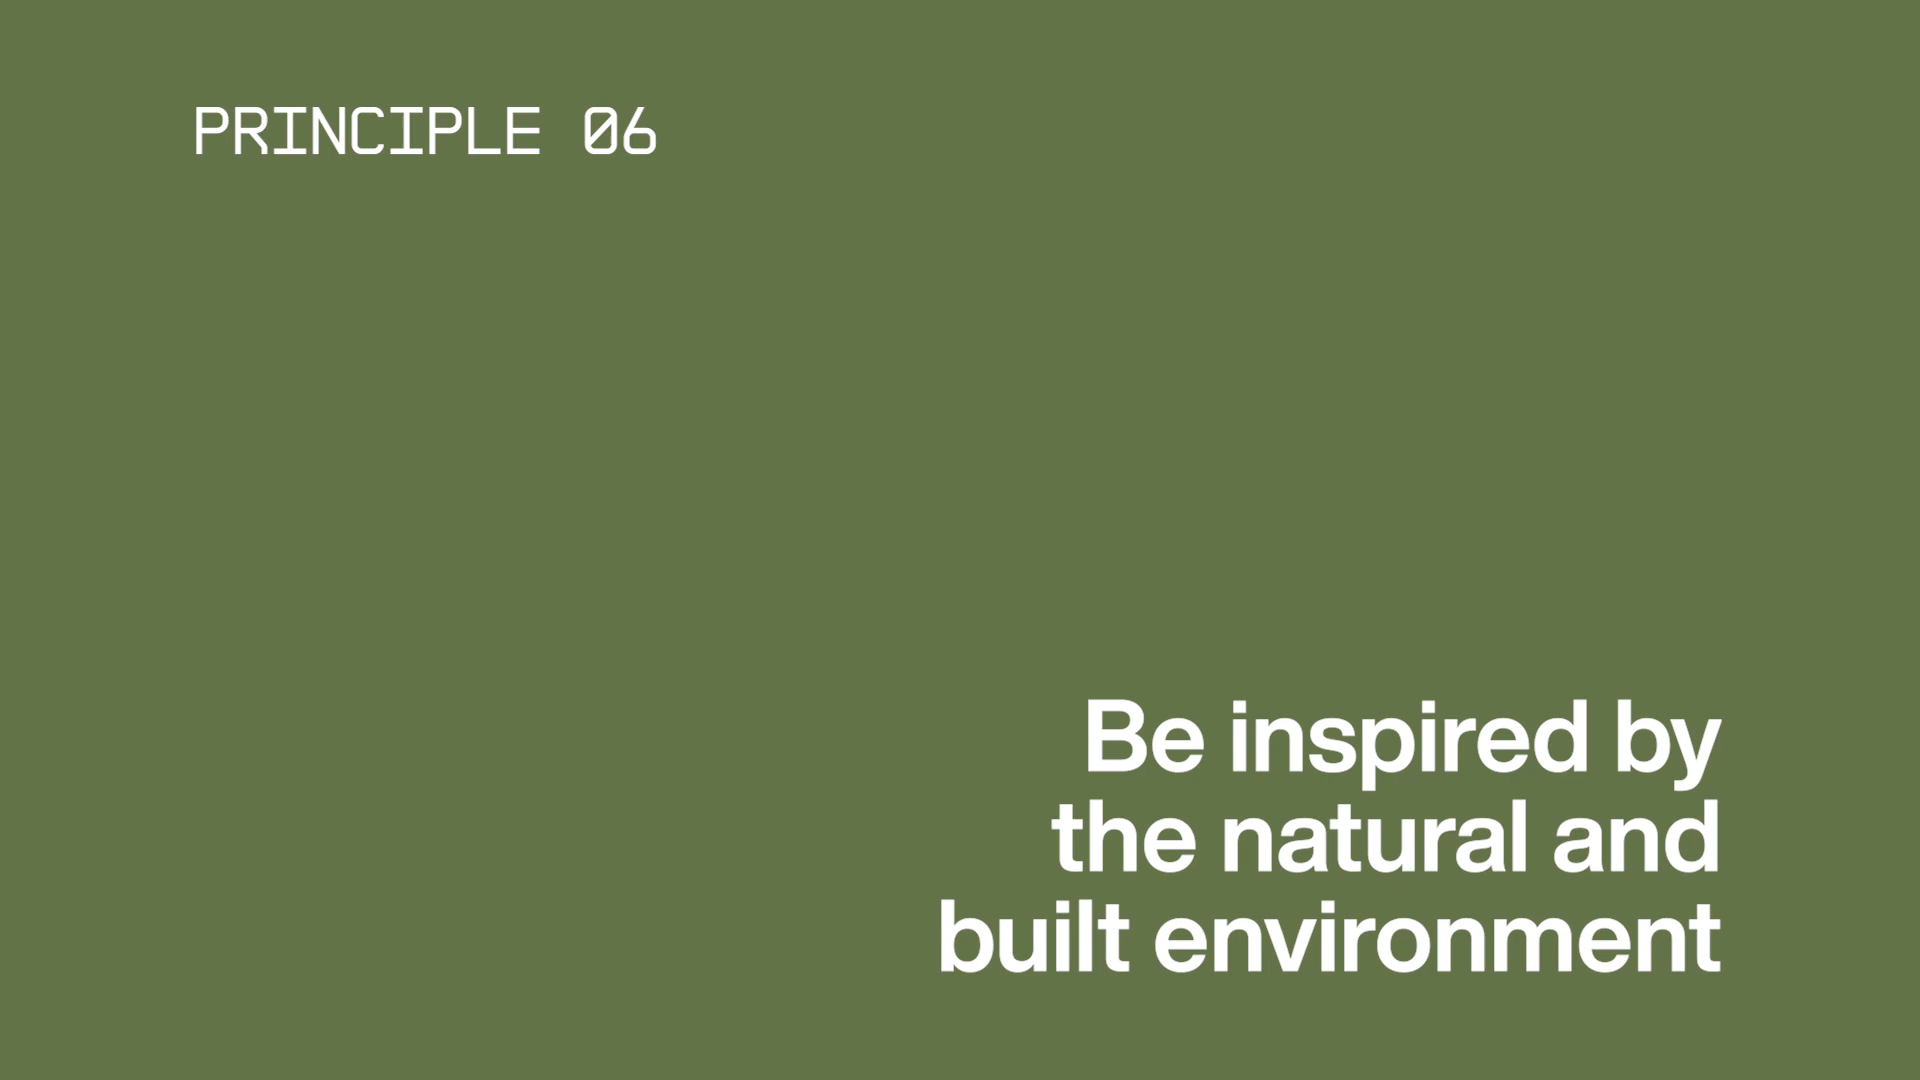 PRINCIPLE 06
Be inspired by
the natural and
built environment